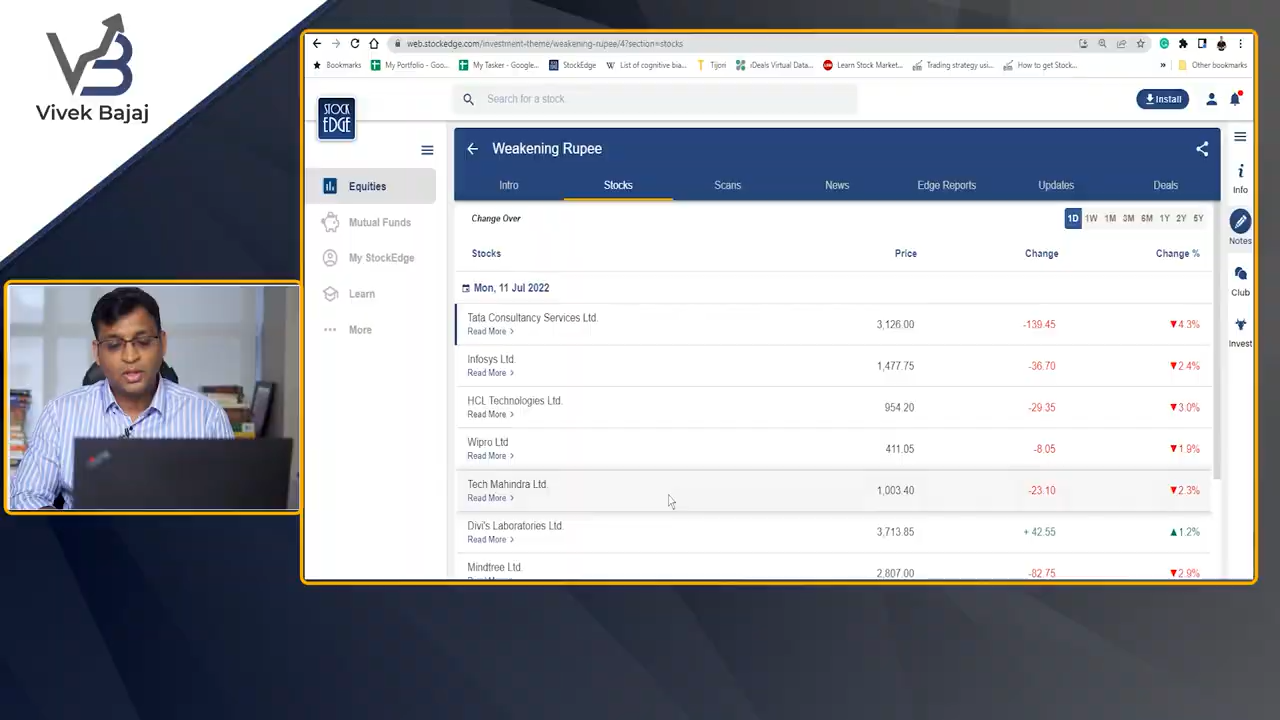 VB
Vivek Bajaj
web.stockedge.com/investment-theme/weakening-rupee/4?section=stocks
Bookmarks
My Portfolio - Goo...
My Tasker - Google...
StockEdge
List of cognitive bia...
Tijori
iDeals Virtual Data...
Learn Stock Market...
Trading strategy usi...
How to get Stock...
»
Other bookmarks
STOCK
EDGE
Search for a stock
Install
Weakening Rupee
Intro
Stocks
Scans
News
Edge Reports
Updates
Deals
Equities
Mutual Funds
My StockEdge
Learn
More
Info
Notes
Club
Invest
Change Over
1D 1W 1M 3M 6M 1Y 2Y 5Y
Stocks Price Change Change %
Mon, 11 Jul 2022
Tata Consultancy Services Ltd. 3,126.00 -139.45 ▼4.3%
Read More >
Infosys Ltd. 1,477.75 -36.70 ▼2.4%
Read More >
HCL Technologies Ltd. 954.20 -29.35 ▼3.0%
Read More >
Wipro Ltd 411.05 -8.05 ▼1.9%
Read More >
Tech Mahindra Ltd. 1,003.40 -23.10 ▼2.3%
Read More >
Divi's Laboratories Ltd 3,713.85 + 42.55 ▲1.2%
Read More >
Mindtree Ltd. 2,807.00 -82.75 ▼2.9%